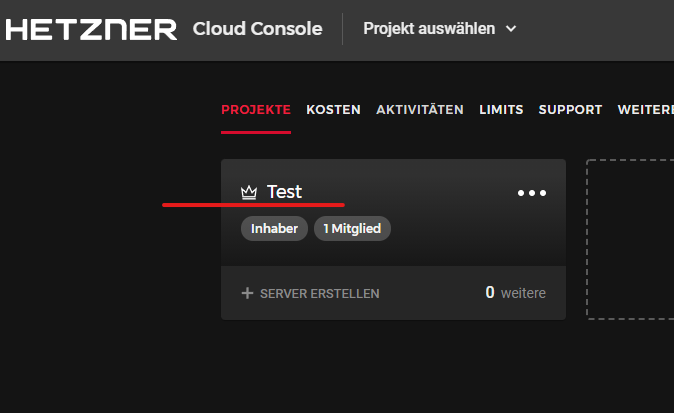 HETZNER Cloud Console Projekt auswählen
PROJEKTE KOSTEN AKTIVITÄTEN LIMITS SUPPORT WEITERE
Test
Inhaber 1 Mitglied
+ SERVER ERSTELLEN 0 weitere